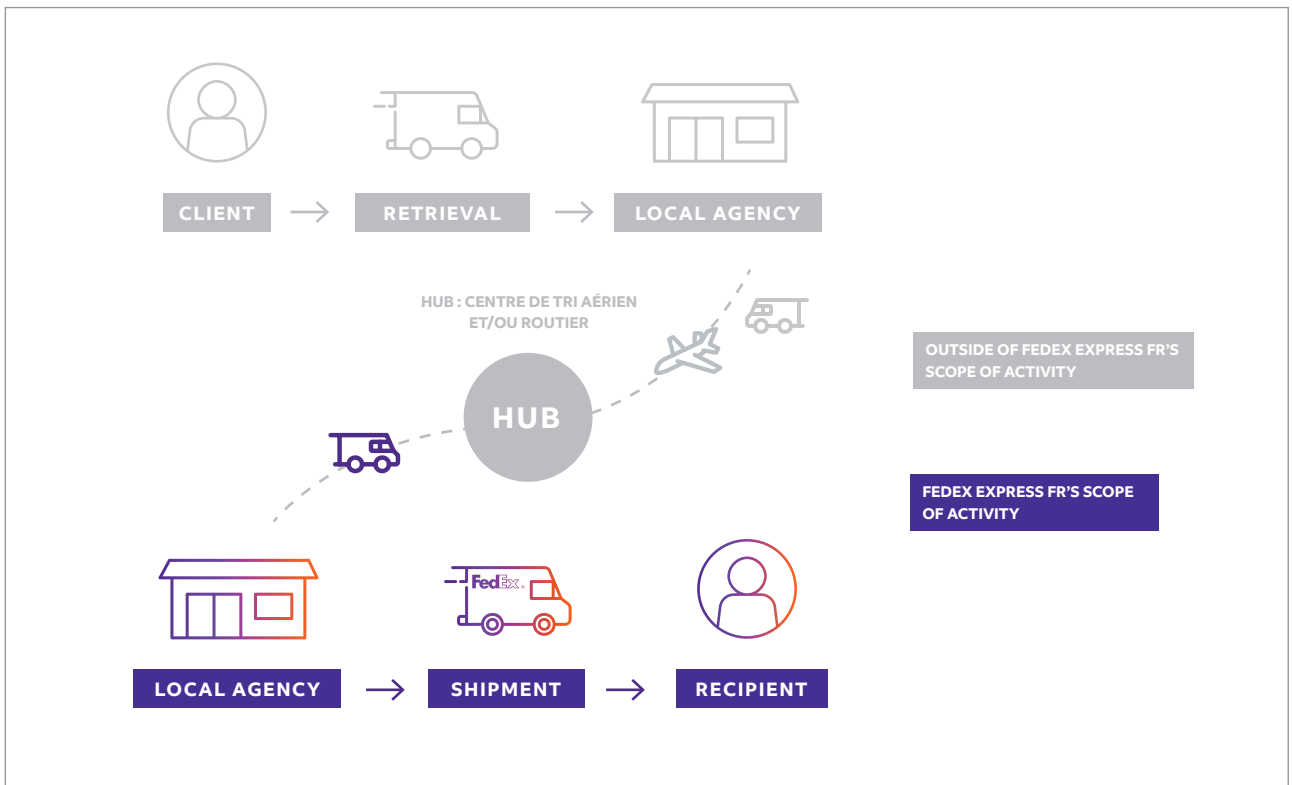 CLIENT
RETRIEVAL
LOCAL AGENCY
HUB : CENTRE DE TRI AÉRIEN
ET/OU ROUTIER
HUB
OUTSIDE OF FEDEX EXPRESS FR'S
SCOPE OF ACTIVITY
FEDEX EXPRESS FR'S SCOPE
OF ACTIVITY
FedEx®
LOCAL AGENCY
SHIPMENT
RECIPIENT